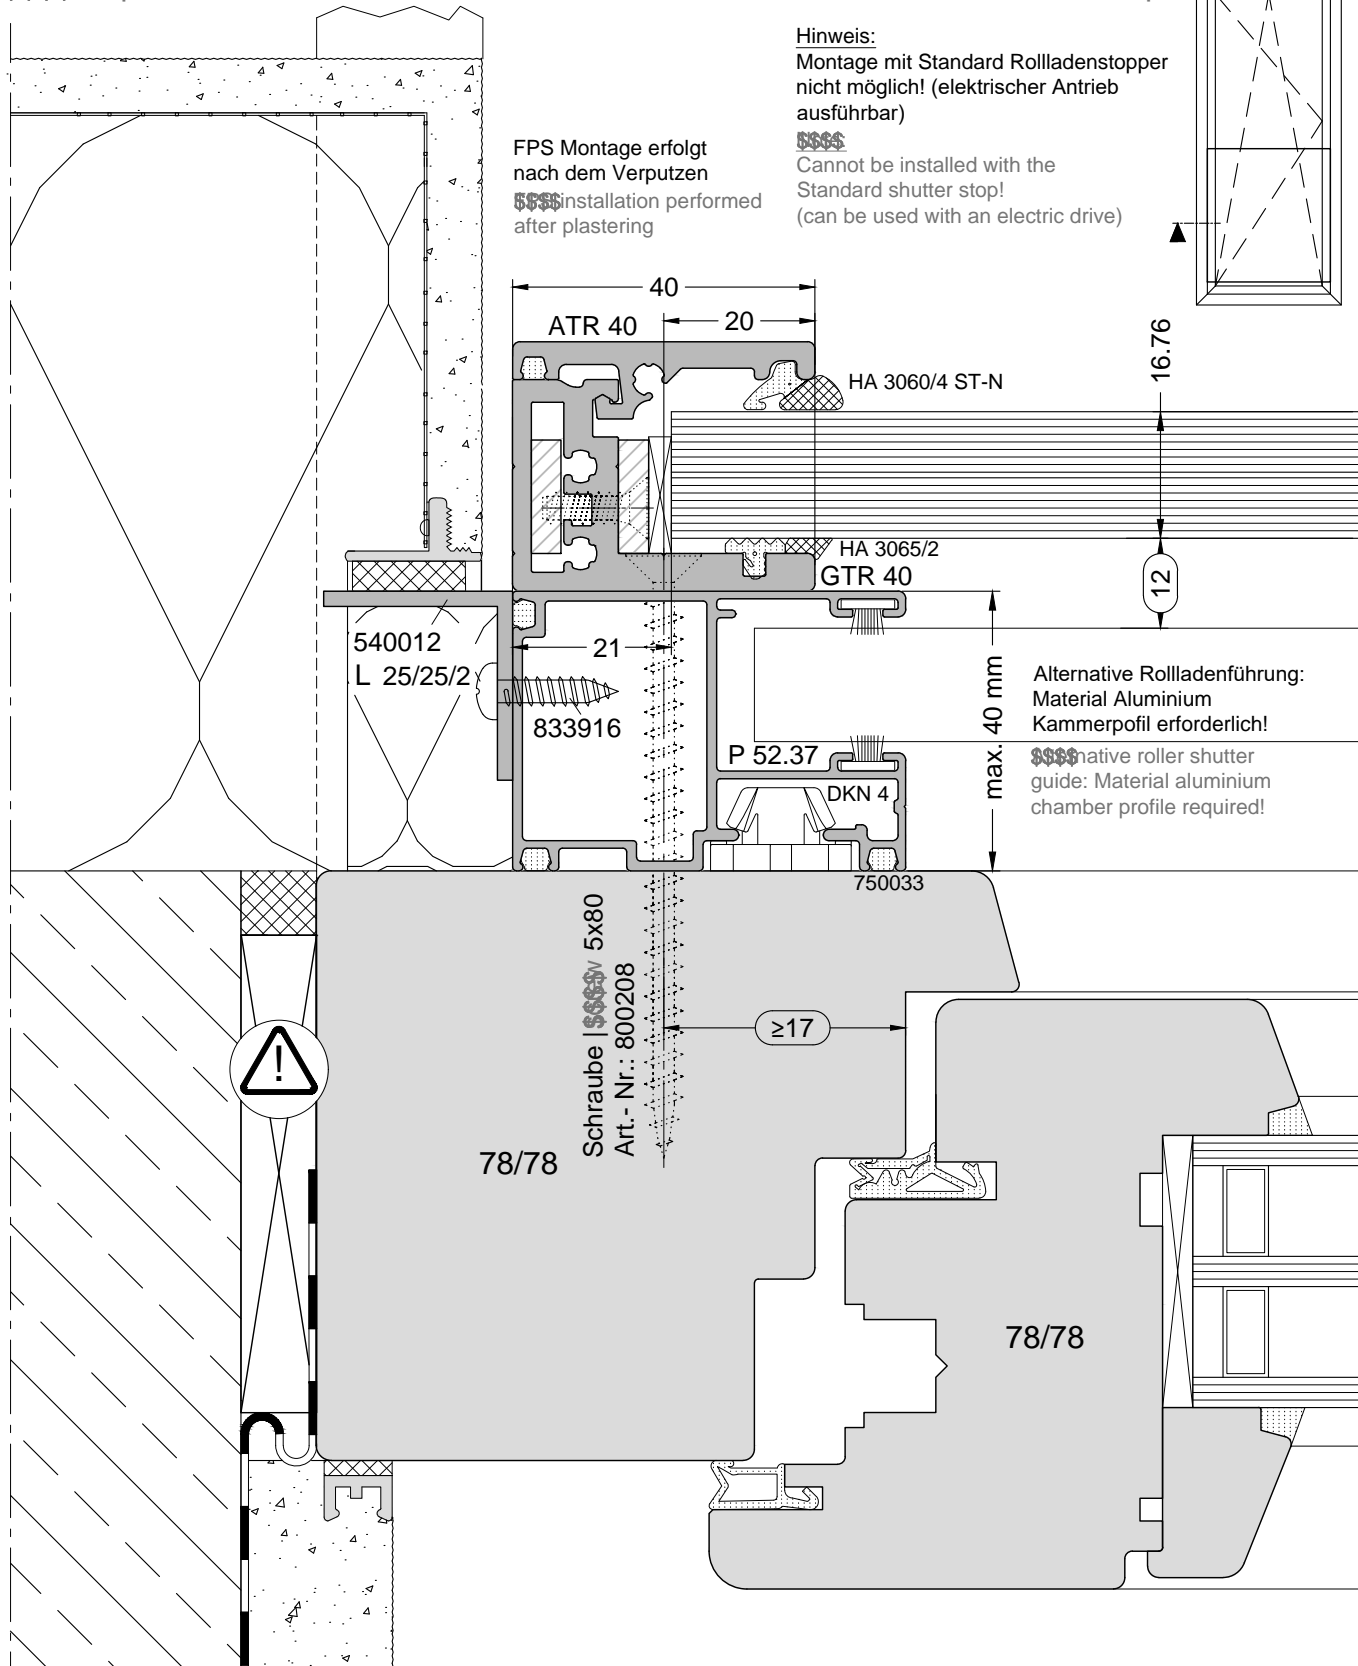 Hinweis:
Montage mit Standard Rollladenstopper
nicht möglich! (elektrischer Antrieb
ausführbar)
$$$$
Cannot be installed with the
Standard shutter stop!
(can be used with an electric drive)
FPS Montage erfolgt
nach dem Verputzen
$$$$ installation performed
after plastering
40
ATR 40
20
16.76
HA 3060/4 ST-N
HA 3065/2
GTR 40
12
540012
L 25/25/2
21
833916
max. 40 mm
Alternative Rollladenführung:
Material Aluminium
Kammerpofil erforderlich!
$$$$native roller shutter
guide: Material aluminium
chamber profile required!
P 52.37
DKN 4
750033
Schraube | $$$$w 5x80
Art.- Nr.: 800208
≥17
!
78/78
78/78